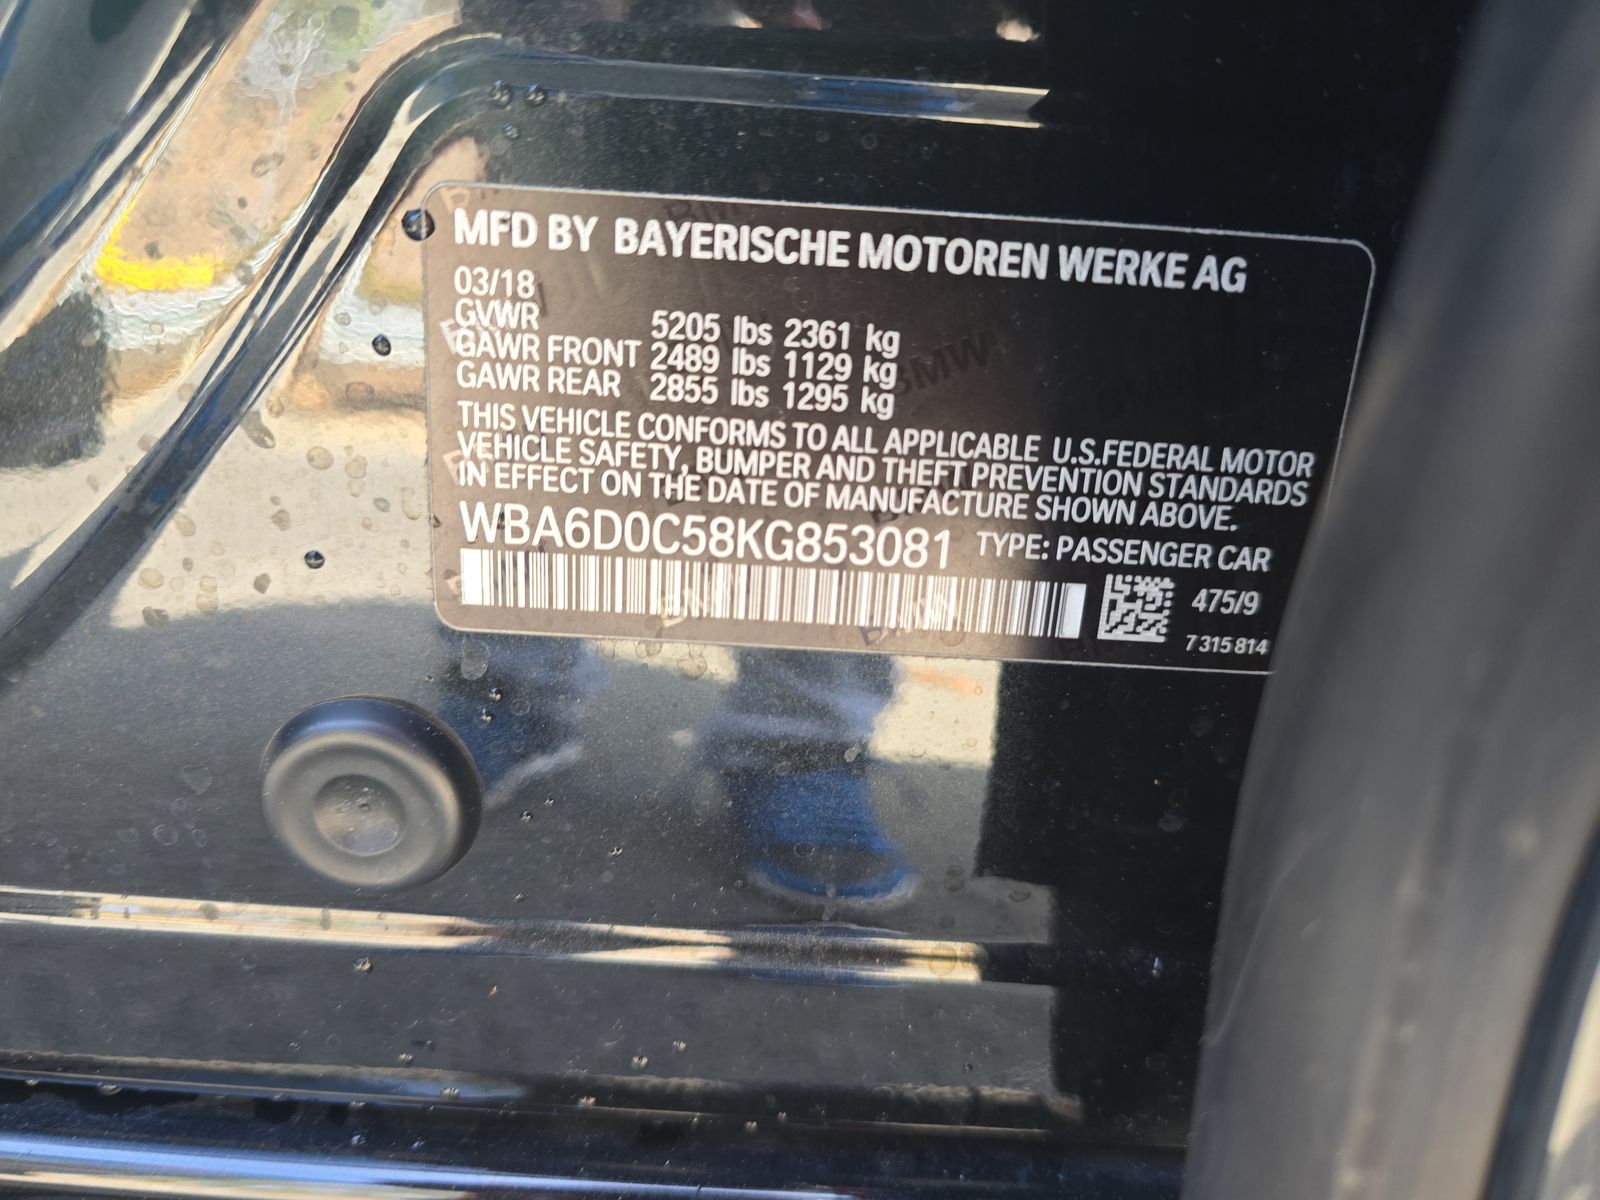 MFD BY BAYERISCHE MOTOREN WERKE AG
03/18
GVWR 5205 lbs 2361 kg
GAWR FRONT 2489 lbs 1129 kg
GAWR REAR 2855 lbs 1295 kg
THIS VEHICLE CONFORMS TO ALL APPLICABLE U.S.FEDERAL MOTOR
VEHICLE SAFETY, BUMPER AND THEFT PREVENTION STANDARDS
IN EFFECT ON THE DATE OF MANUFACTURE SHOWN ABOVE.
WBA6D0C58KG853081 TYPE: PASSENGER CAR
475/9
7 315 814